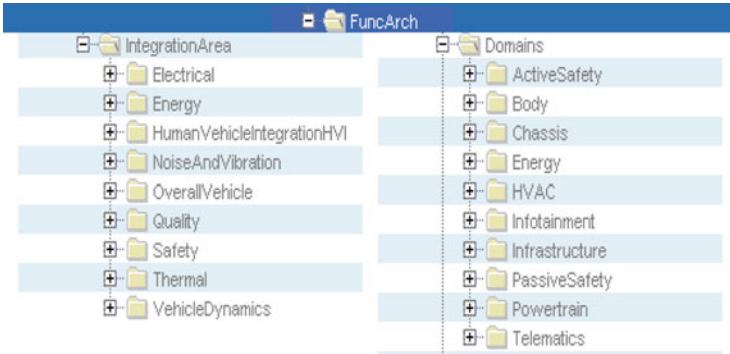 FuncArch
IntegrationArea
Electrical
Energy
HumanVehicleIntegrationHVI
NoiseAndVibration
OverallVehicle
Quality
Safety
Thermal
VehicleDynamics
Domains
ActiveSafety
Body
Chassis
Energy
HVAC
Infotainment
Infrastructure
PassiveSafety
Powertrain
Telematics